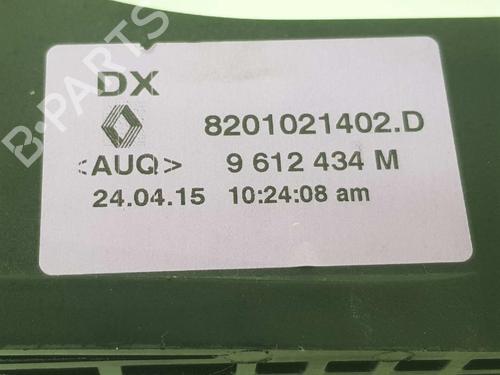 DX
8201021402.D
<AUQ> 9 612 434 M
24.04.15 10:24:08 am
B-PARTS